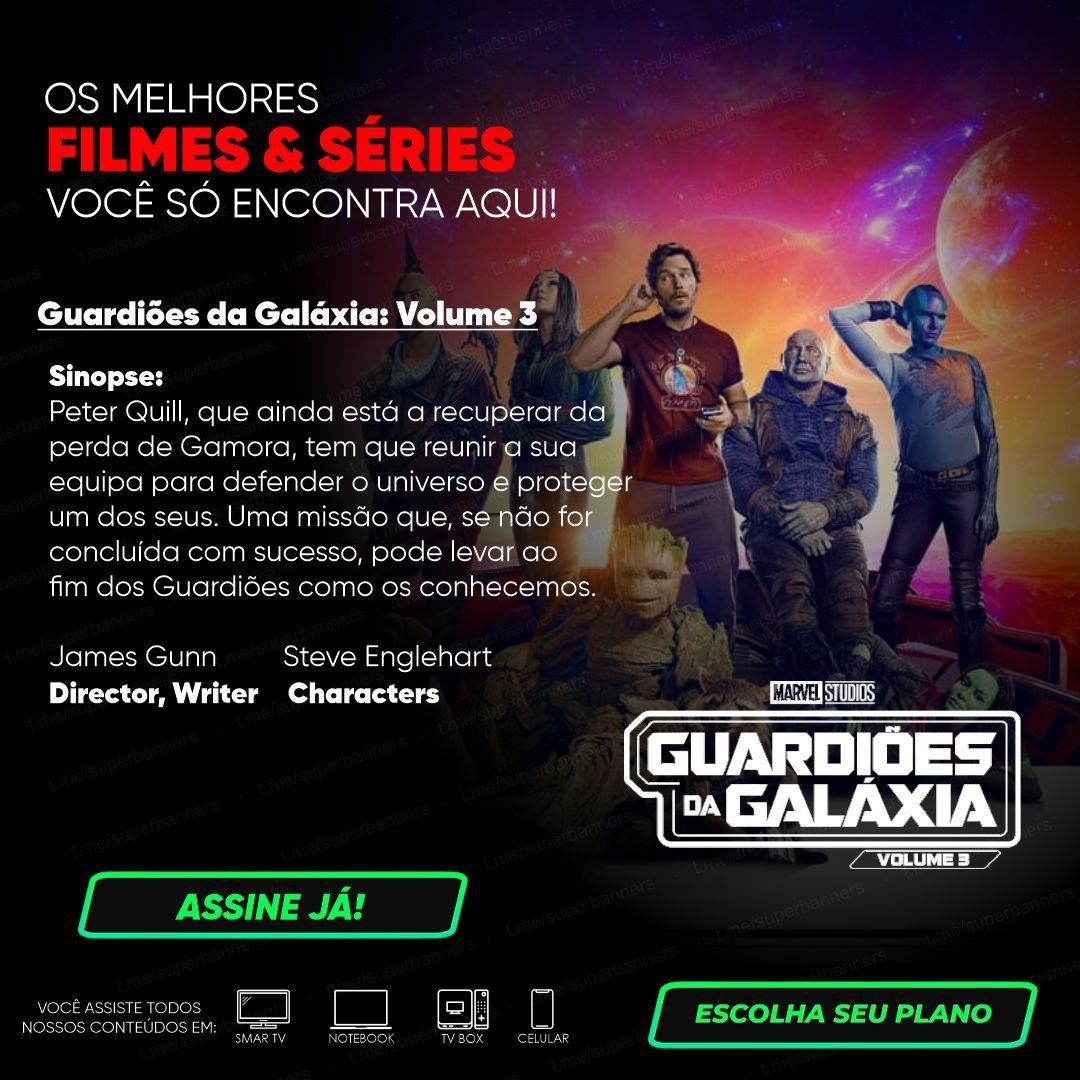 OS MELHORES
FILMES & SÉRIES
VOCÊ SÓ ENCONTRA AQUI!
Guardiões da Galáxia: Volume 3
Sinopse:
Peter Quill, que ainda está a recuperar da
perda de Gamora, tem que reunir a sua
equipa para defender o universo e proteger
um dos seus. Uma missão que, se não for
concluída com sucesso, pode levar ao
fim dos Guardiões como os conhecemos.
James Gunn Steve Englehart
Director, Writer Characters
MARVEL STUDIOS
GUARDIÕES
DA GALÁXIA
VOLUME 3
ASSINE JÁ!
VOCÊ ASSISTE TODOS
NOSSOS CONTEÚDOS EM:
SMAR TV NOTEBOOK TV BOX CELULAR
ESCOLHA SEU PLANO
t.me/superbanners